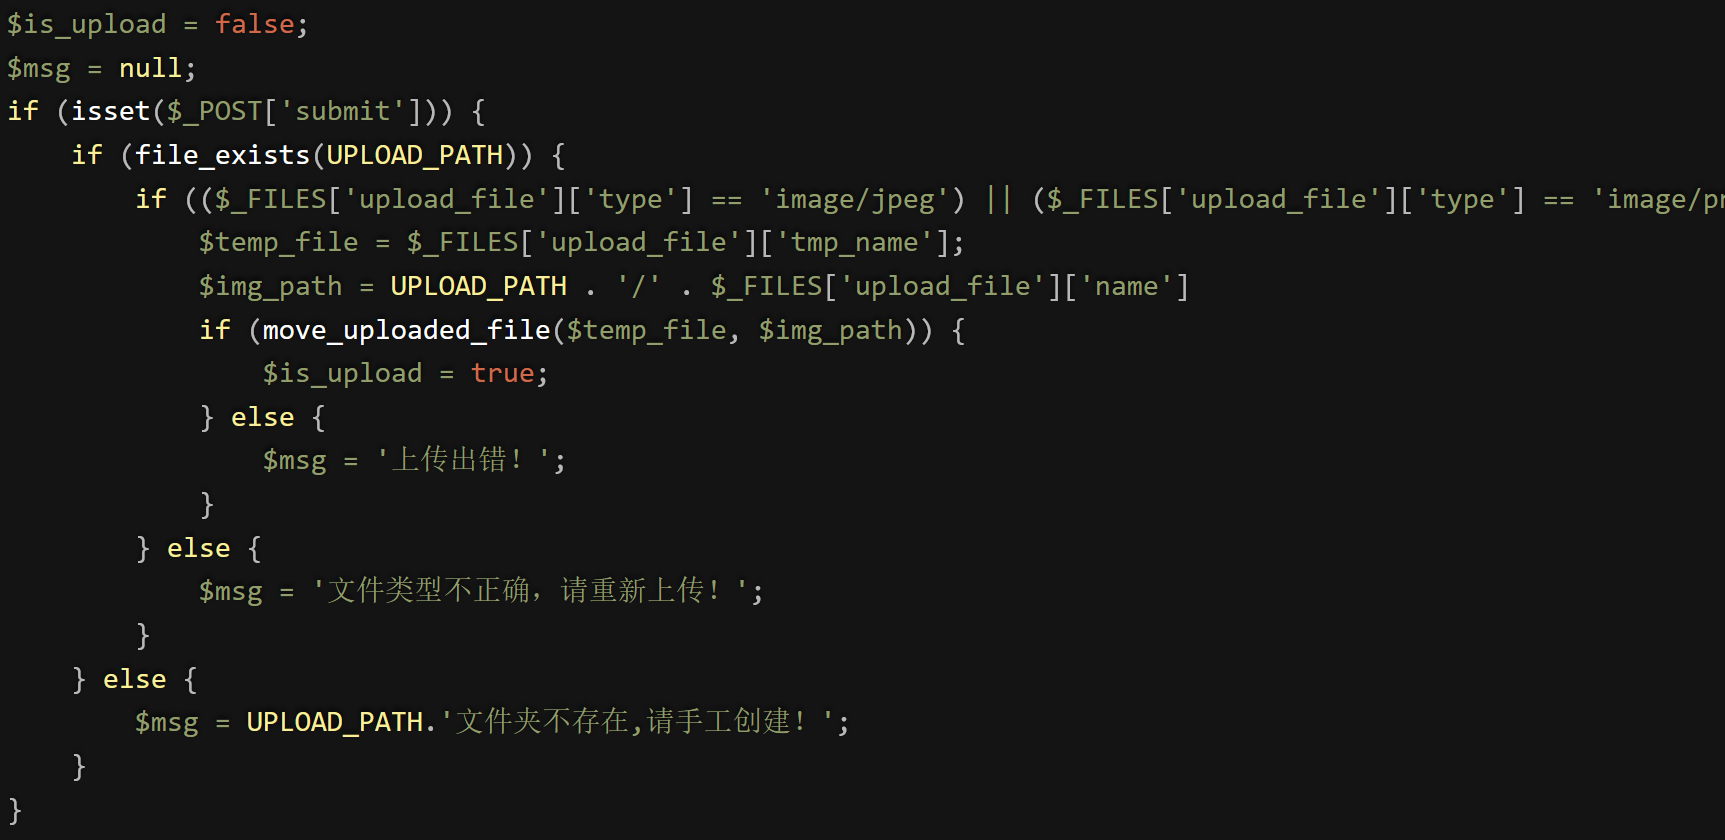 $is_upload = false;
$msg = null;
if (isset($_POST['submit'])) {
    if (file_exists(UPLOAD_PATH)) {
        if (($_FILES['upload_file']['type'] == 'image/jpeg') || ($_FILES['upload_file']['type'] == 'image/p
            $temp_file = $_FILES['upload_file']['tmp_name'];
            $img_path = UPLOAD_PATH . '/' . $_FILES['upload_file']['name']
            if (move_uploaded_file($temp_file, $img_path)) {
                $is_upload = true;
            } else {
                $msg = '上传出错！';
            }
        } else {
            $msg = '文件类型不正确，请重新上传！';
        }
    } else {
        $msg = UPLOAD_PATH.'文件夹不存在,请手工创建！';
    }
}